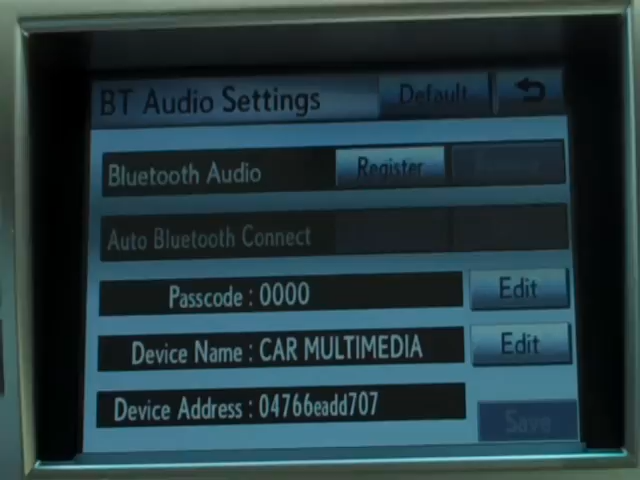 BT Audio Settings Default
Bluetooth Audio Register
Auto Bluetooth Connect
Passcode : 0000 Edit
Device Name : CAR MULTIMEDIA Edit
Device Address : 04766eadd707
Save